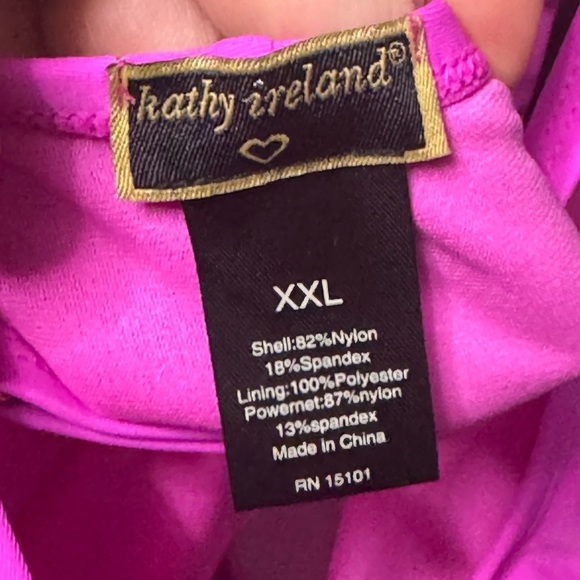 kathy ireland®
XXL
Shell:82%Nylon
18%Spandex
Lining:100%Polyester
Powernet:87%nylon
13%spandex
Made in China
RN 15101